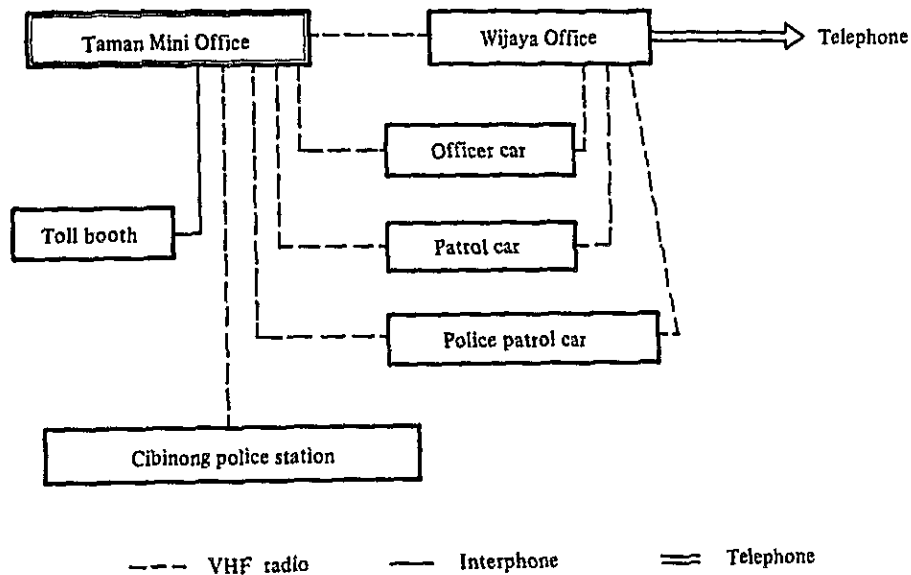 Taman Mini Office
Wijaya Office
Telephone
Officer car
Toll booth
Patrol car
Police patrol car
Cibinong police station
VHF radio
Interphone
Telephone